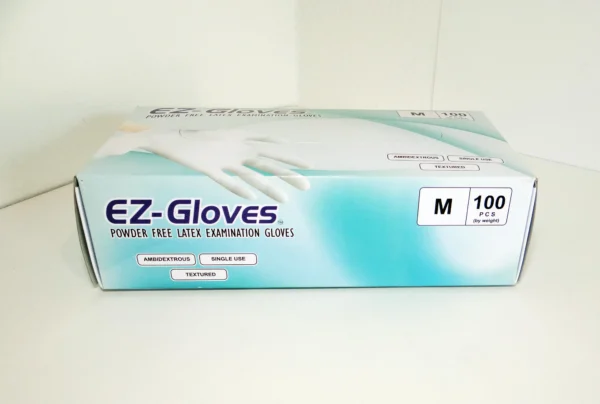 EZ-Gloves
POWDER FREE LATEX EXAMINATION GLOVES
M
100
AMBIDEXTROUS
SINGLE USE
TEXTURED
EZ-Gloves™
POWDER FREE LATEX EXAMINATION GLOVES
AMBIDEXTROUS
SINGLE USE
TEXTURED
M
100
PCS
(by weight)